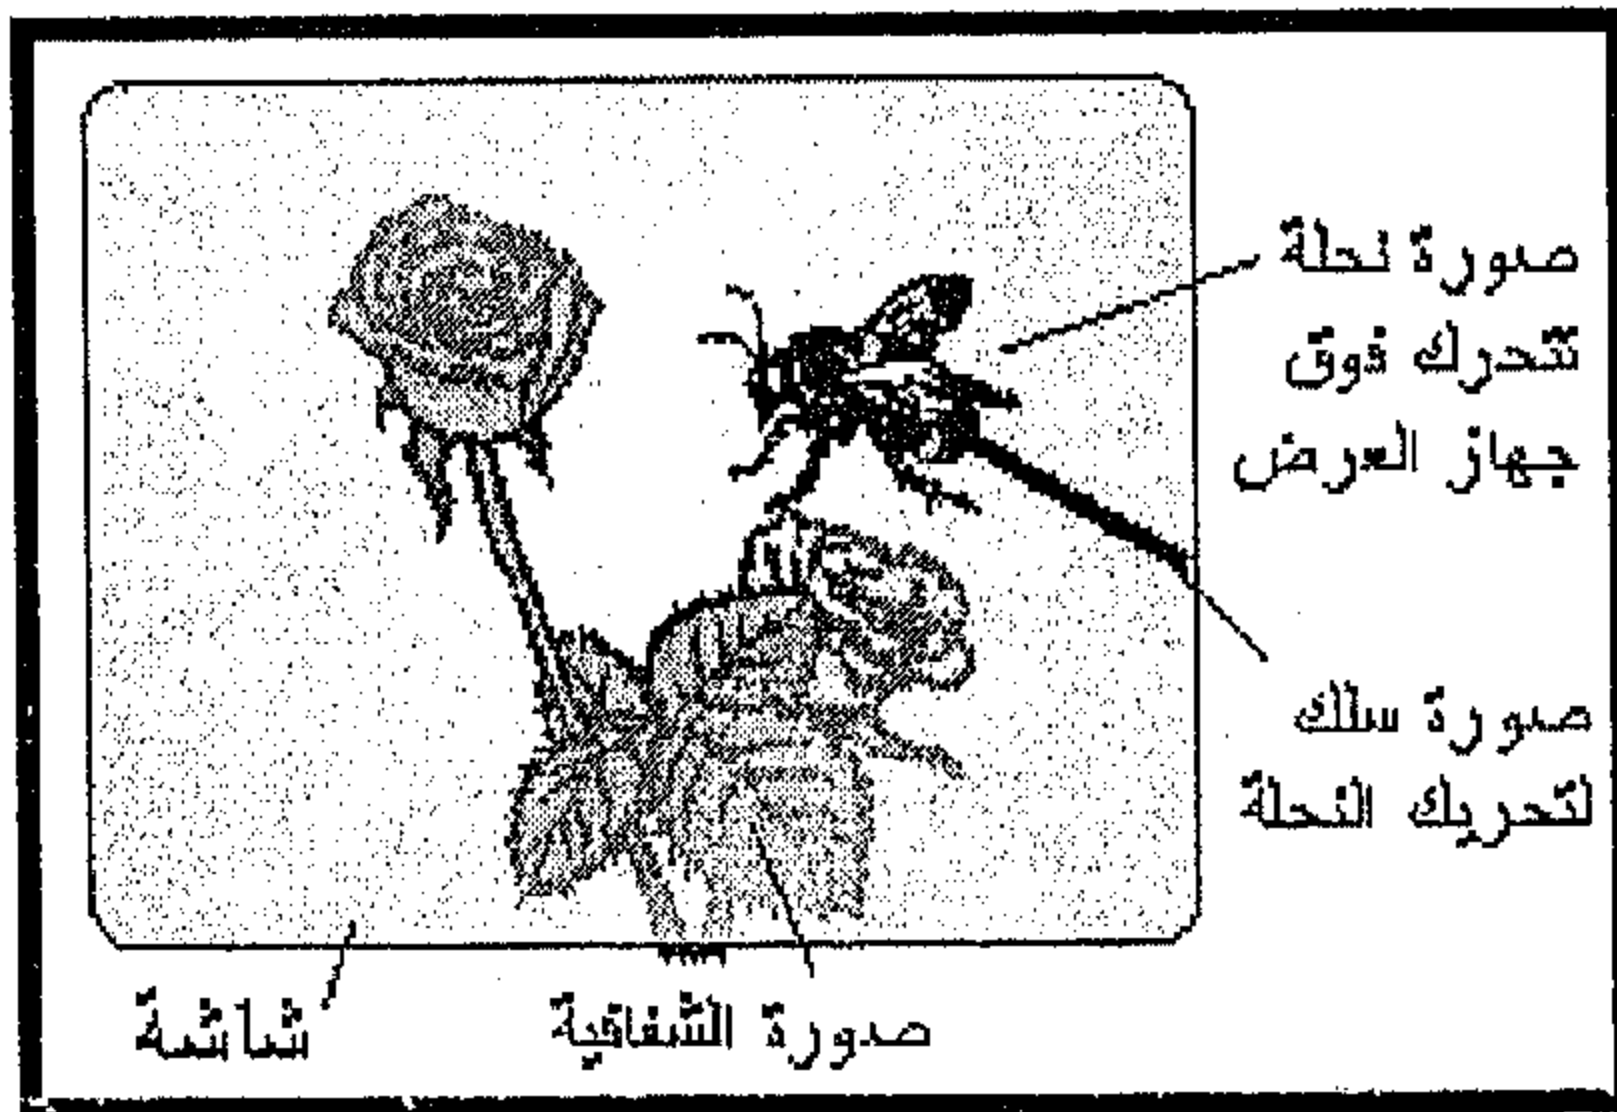 صورة نحلة
تتحرك فوق
جهاز العرض
صورة سلك
لتحريك النحلة
صورة الشفافية
شاشة